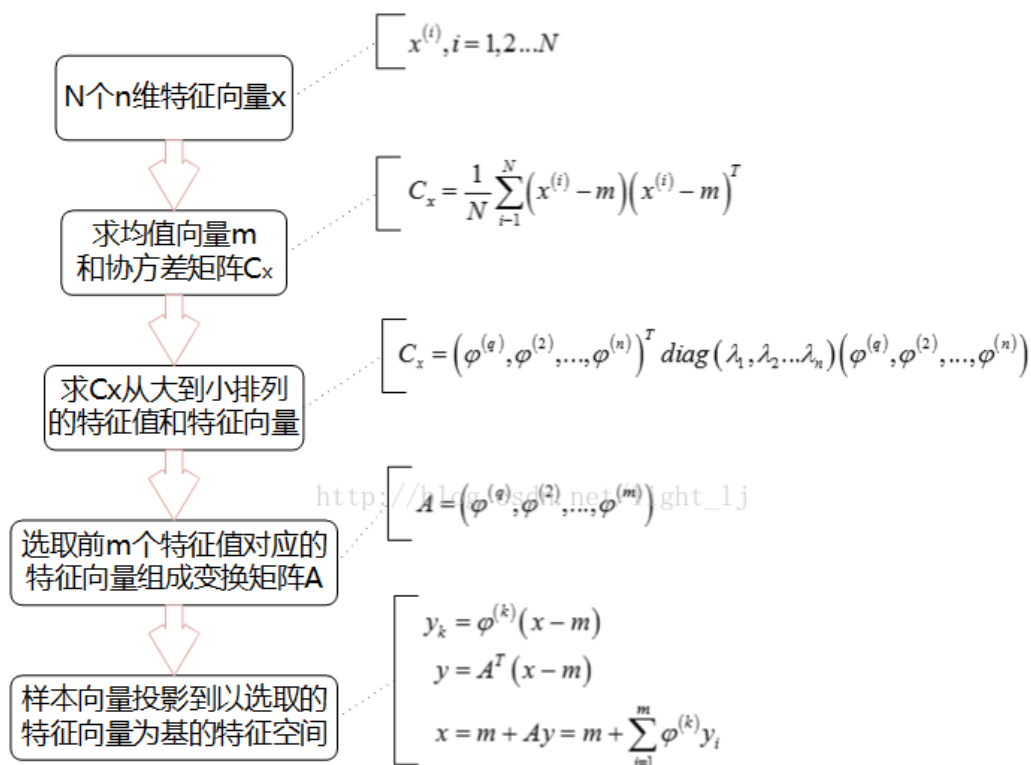 x^(i), i = 1,2...N
N个n维特征向量x
C_x = 1/N ∑_{i-1}^{N} (x^(i) − m)(x^(i) − m)^T
求均值向量m
和协方差矩阵Cx
C_x = (φ^(q), φ^(2), ..., φ^(n))^T diag(λ_1, λ_2...λ_n)(φ^(q), φ^(2), ..., φ^(n))
求Cx从大到小排列
的特征值和特征向量
A = (φ^(q), φ^(2), ..., φ^(m))
选取前m个特征值对应的
特征向量组成变换矩阵A
y_k = φ^(k)(x − m)
y = A^T(x − m)
样本向量投影到以选取的
特征向量为基的特征空间
x = m + Ay = m + ∑_{i=1}^{m} φ^(k) y_i